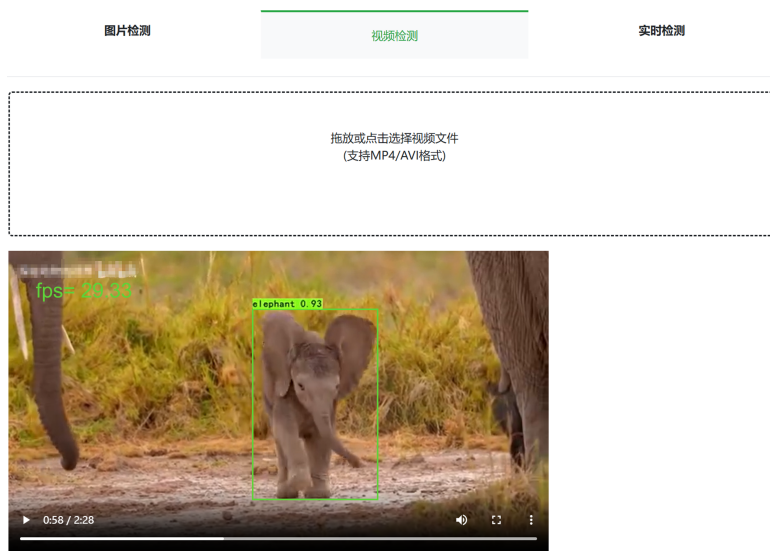 图片检测
视频检测
实时检测
拖放或点击选择视频文件
(支持MP4/AVI格式)
fps= 29.33
elephant 0.93
0:58 / 2:28